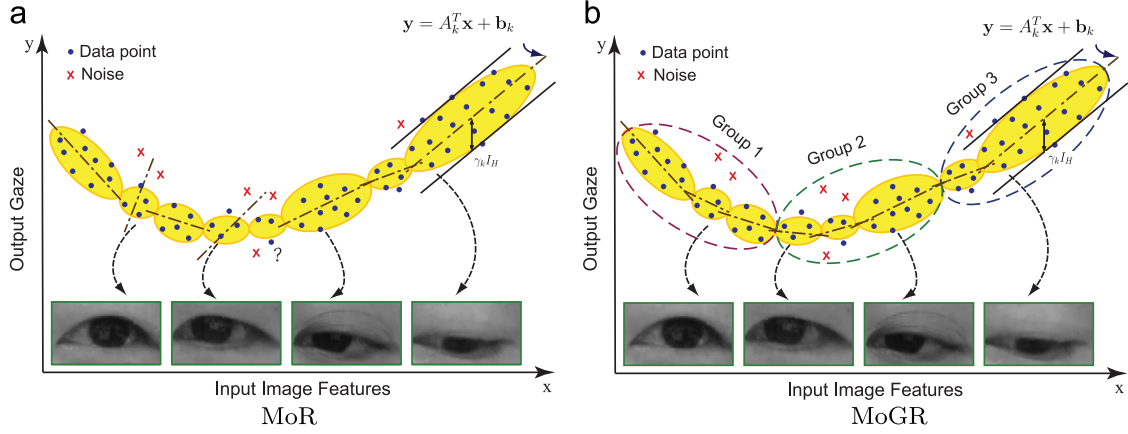 a
y
Data point
Noise
y = A_k^T x + b_k
γ_k I_H
?
Output Gaze
Input Image Features
x
MoR
b
y
Data point
Noise
y = A_k^T x + b_k
Group 1
Group 2
Group 3
γ_k I_H
Output Gaze
Input Image Features
x
MoGR